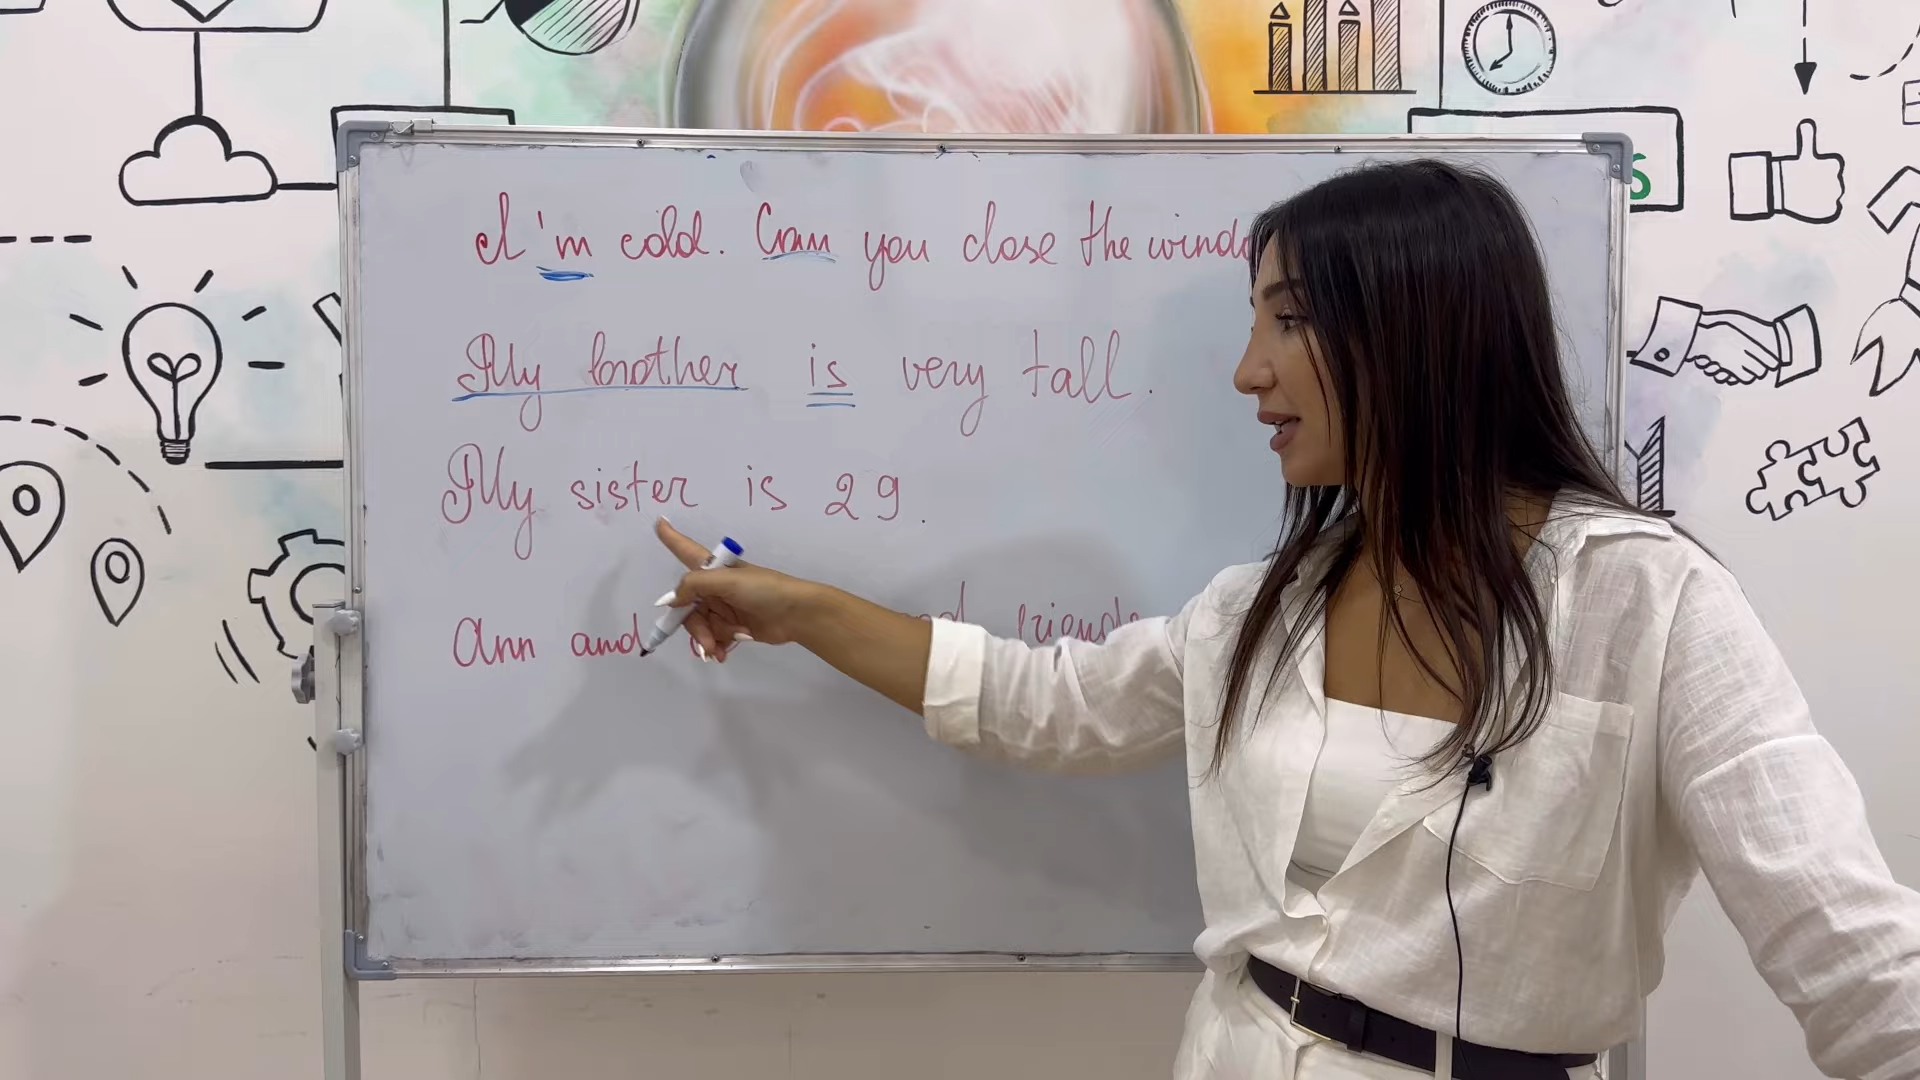 I'm cold. Can you close the windo
My brother is very tall.
My sister is 29.
Ann and friends